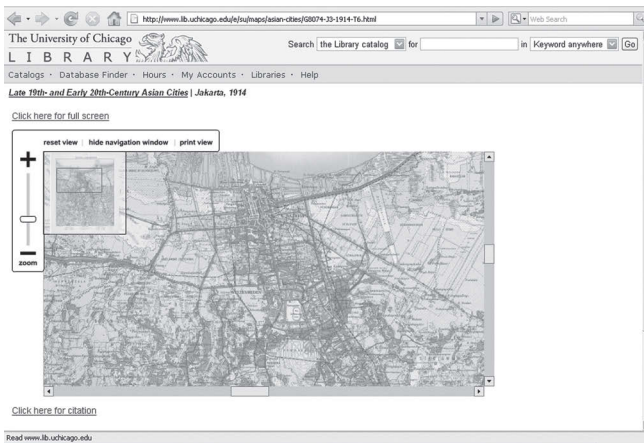 http://www.lib.uchicago.edu/e/su/maps/asian-cities/G8074-J3-1914-T6.html
Web Search
The University of Chicago
LIBRARY
Search the Library catalog for in Keyword anywhere Go
Catalogs · Database Finder · Hours · My Accounts · Libraries · Help
Late 19th- and Early 20th-Century Asian Cities | Jakarta, 1914
Click here for full screen
reset view | hide navigation window | print view
zoom
Click here for citation
Read www.lib.uchicago.edu